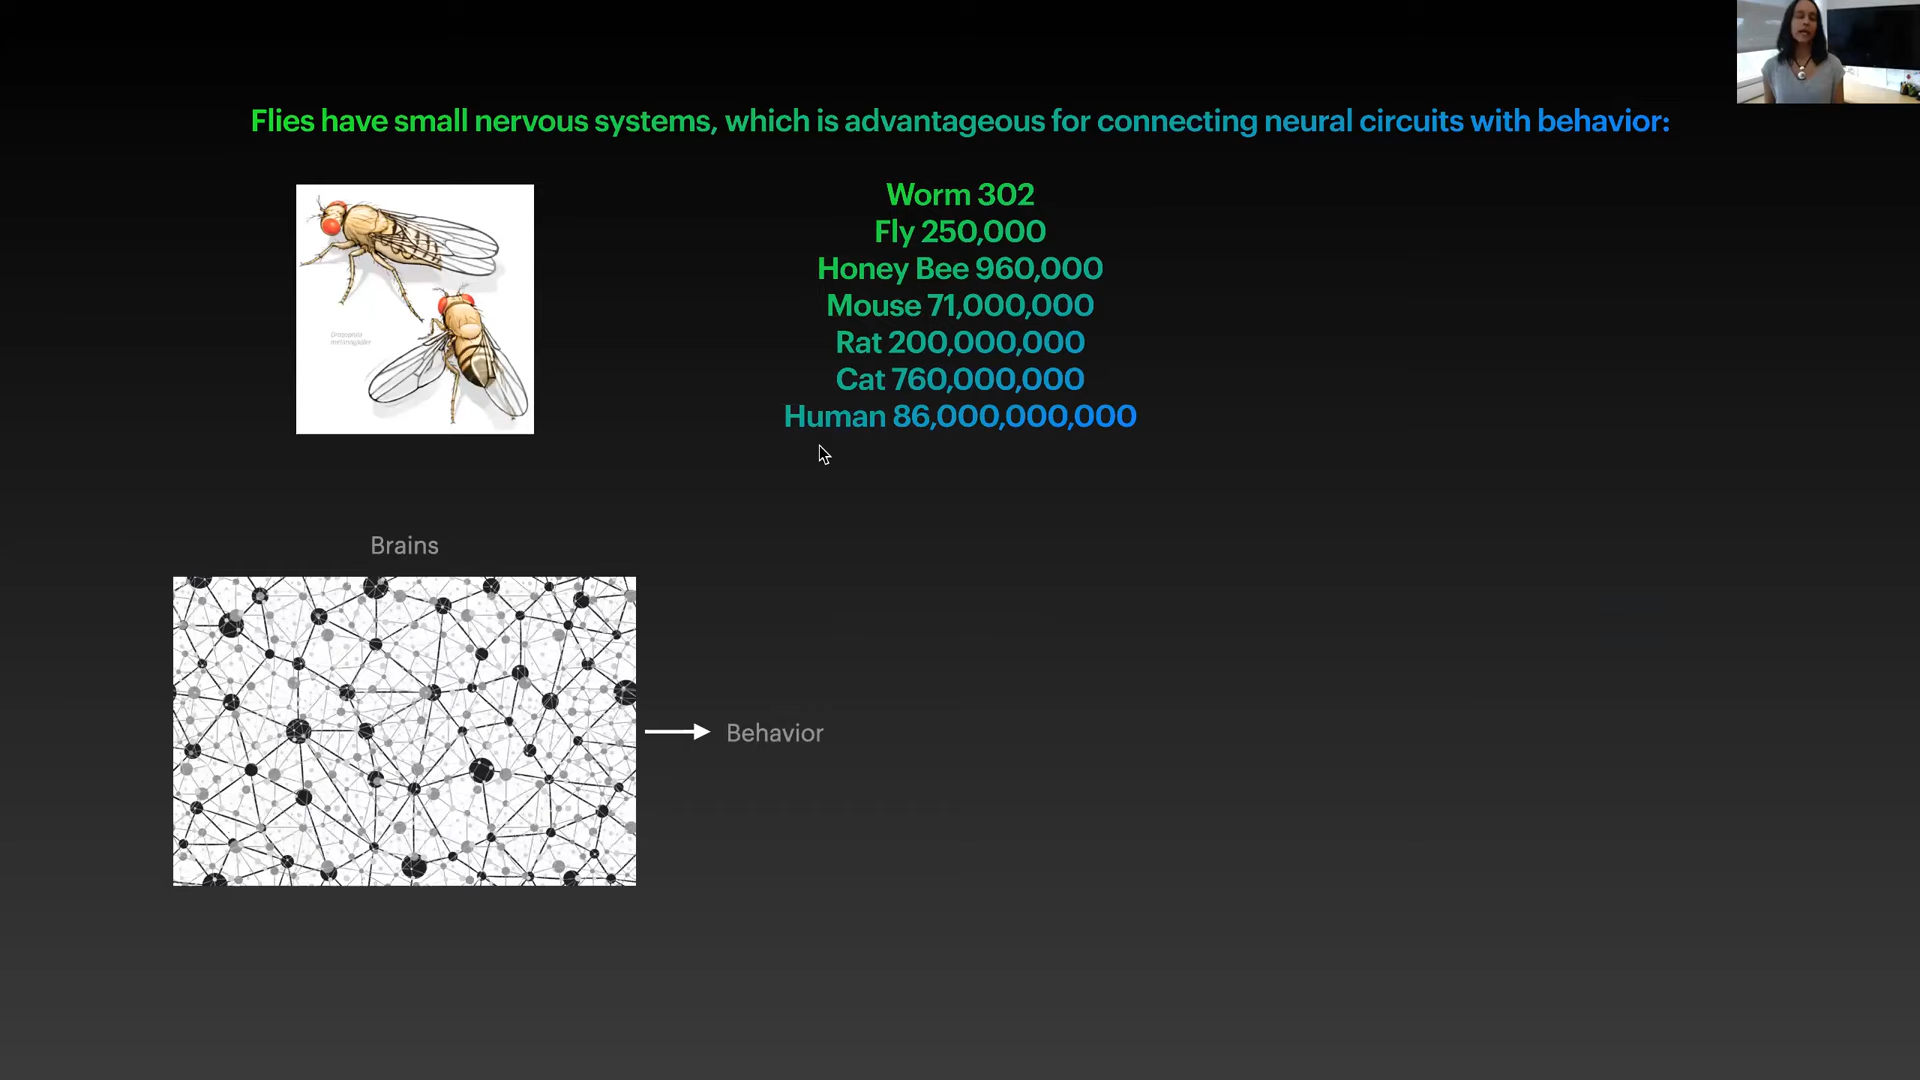 Flies have small nervous systems, which is advantageous for connecting neural circuits with behavior:
Worm 302
Fly 250,000
Honey Bee 960,000
Mouse 71,000,000
Rat 200,000,000
Cat 760,000,000
Human 86,000,000,000
Drosophila
melanogaster
Brains
Behavior